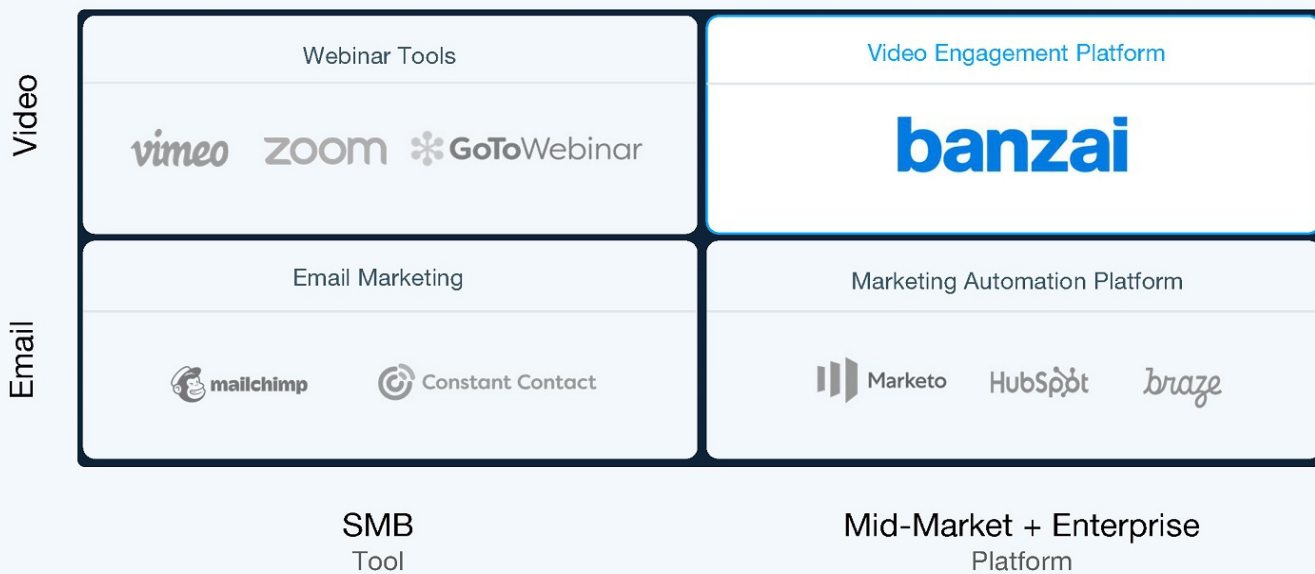 Video
Webinar Tools
vimeo zoom GoToWebinar
Video Engagement Platform
banzai
Email
Email Marketing
mailchimp Constant Contact
Marketing Automation Platform
Marketo HubSpot braze
SMB
Tool
Mid-Market + Enterprise
Platform